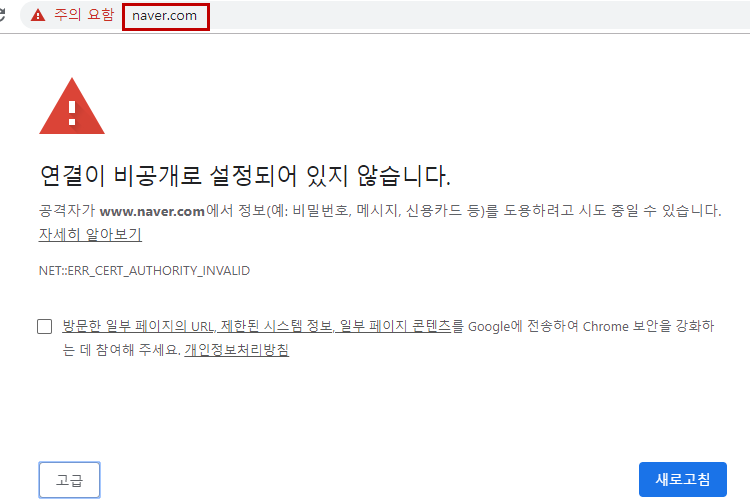 주의 요함 naver.com
연결이 비공개로 설정되어 있지 않습니다.
공격자가 www.naver.com에서 정보(예: 비밀번호, 메시지, 신용카드 등)를 도용하려고 시도 중일 수 있습니다.
자세히 알아보기
NET::ERR_CERT_AUTHORITY_INVALID
방문한 일부 페이지의 URL, 제한된 시스템 정보, 일부 페이지 콘텐츠를 Google에 전송하여 Chrome 보안을 강화하
는 데 참여해 주세요. 개인정보처리방침
고급
새로고침